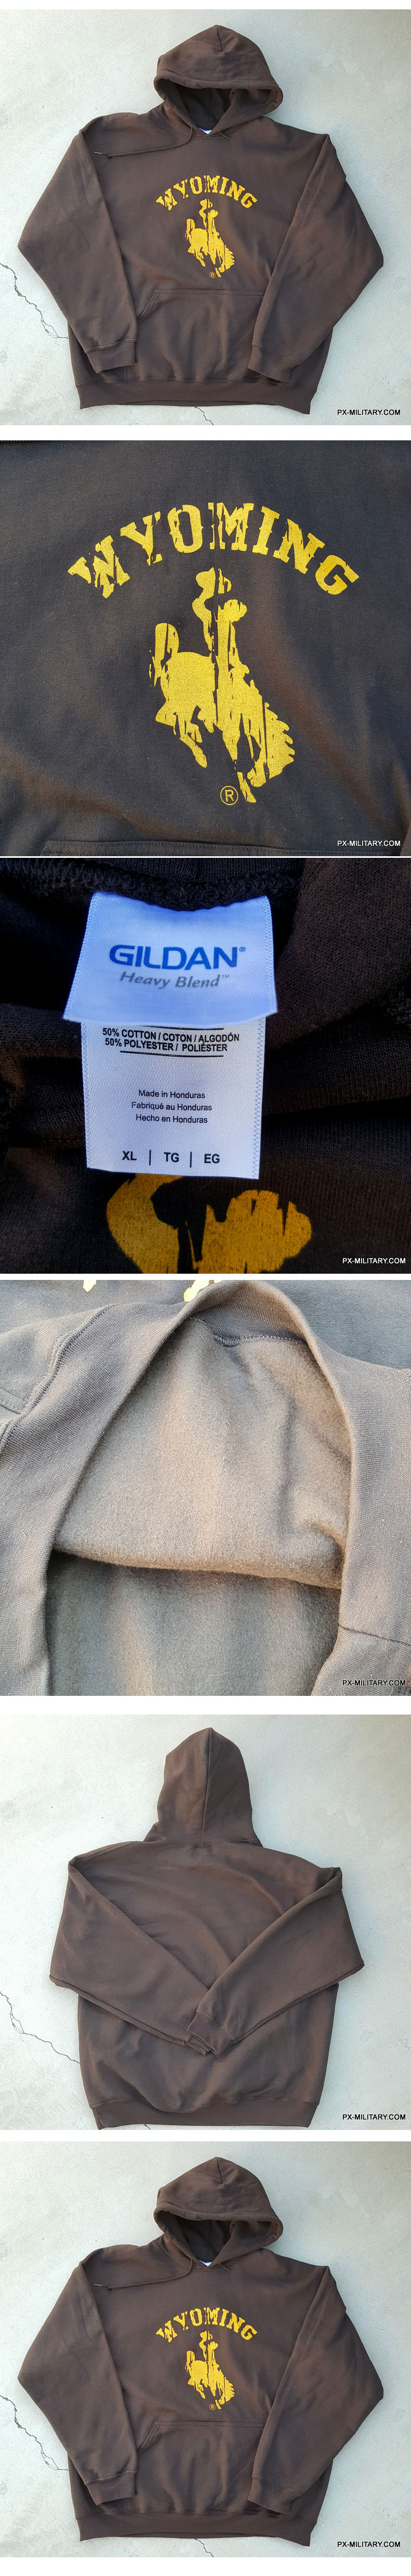 WYOMING
®
PX-MILITARY.COM
WYOMING
®
PX-MILITARY.COM
GILDAN®
Heavy Blend™
50% COTTON / COTON / ALGODÓN
50% POLYESTER / POLIÉSTER
Made in Honduras
Fabriqué au Honduras
Hecho en Honduras
XL | TG | EG
PX-MILITARY.COM
PX-MILITARY.COM
PX-MILITARY.COM
WYOMING
®
PX-MILITARY.COM